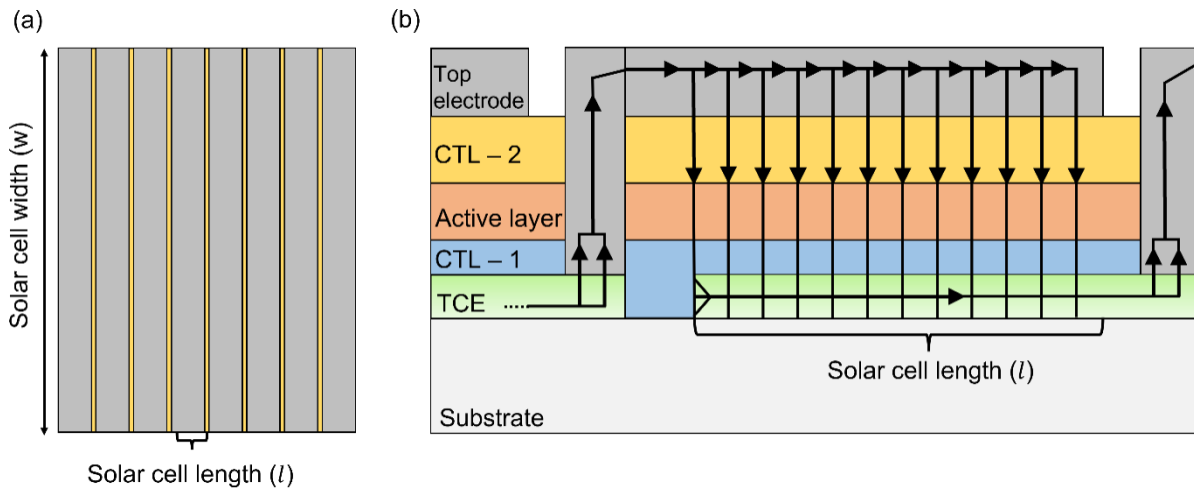 (a)
Solar cell width (w)
Solar cell length (l)
(b)
Top
electrode
CTL – 2
Active layer
CTL – 1
TCE
Solar cell length (l)
Substrate